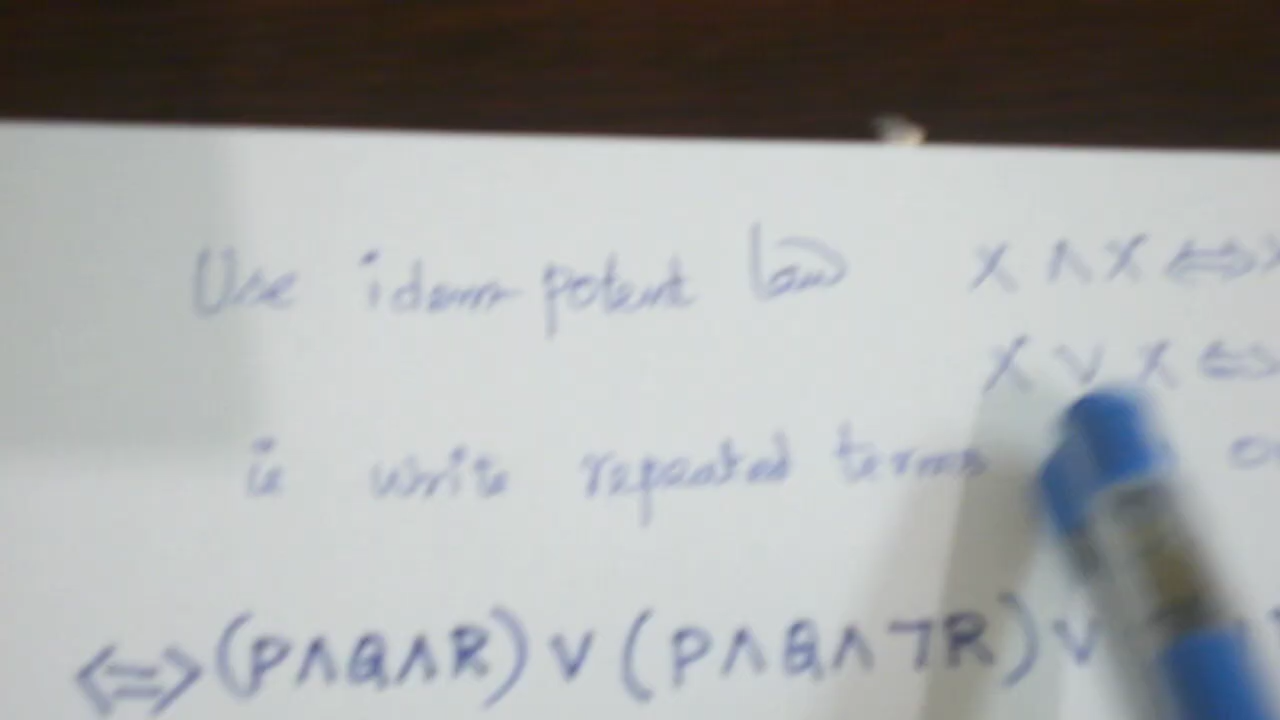 Use idempotent law X ∧ X ⇔
X ∨ X ⇔
ie write repeated terms
⇔ (P∧Q∧R) ∨ (P∧Q∧¬R) ∨